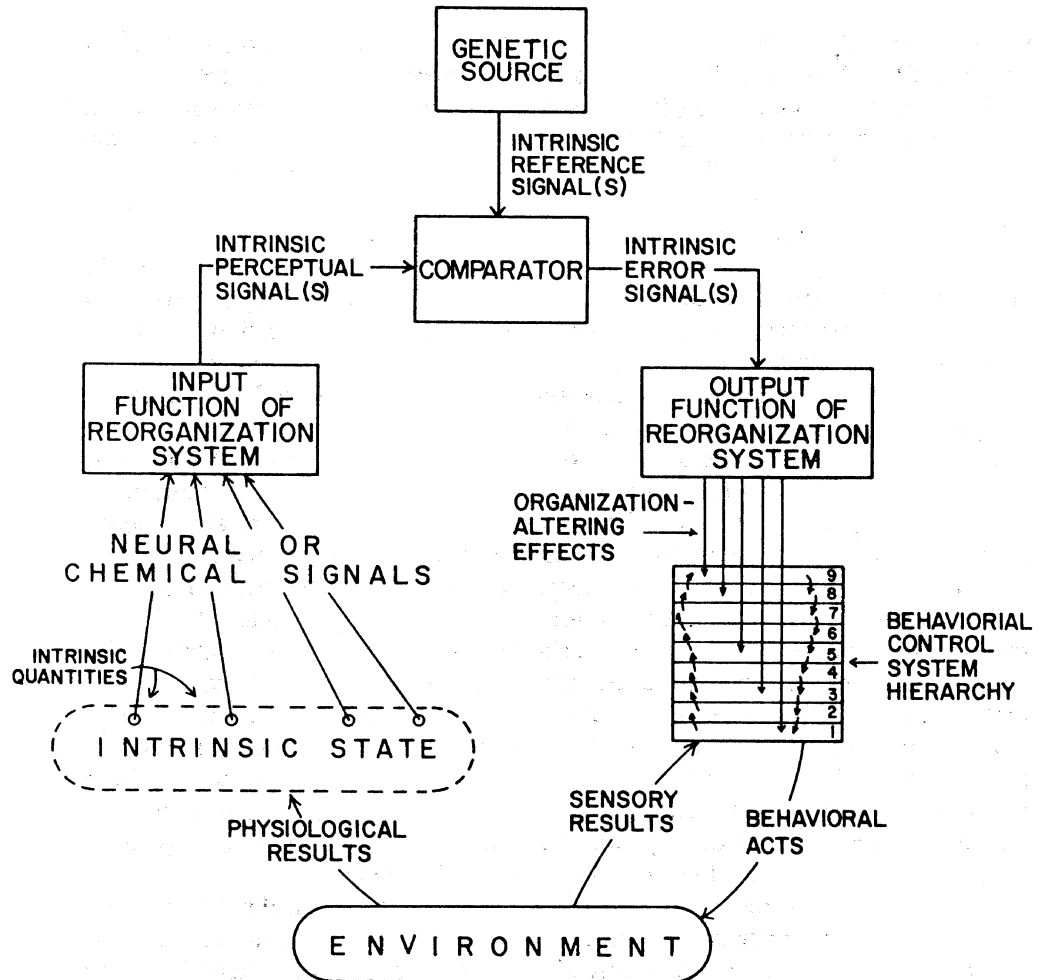 GENETIC
SOURCE
INTRINSIC
REFERENCE
SIGNAL(S)
INTRINSIC
PERCEPTUAL
SIGNAL(S)
COMPARATOR
INTRINSIC
ERROR
SIGNAL(S)
INPUT
FUNCTION OF
REORGANIZATION
SYSTEM
OUTPUT
FUNCTION OF
REORGANIZATION
SYSTEM
ORGANIZATION-
ALTERING
EFFECTS
NEURAL OR
CHEMICAL SIGNALS
9
8
7
6
5
4
3
2
1
BEHAVIORIAL
CONTROL
SYSTEM
HIERARCHY
INTRINSIC
QUANTITIES
INTRINSIC STATE
PHYSIOLOGICAL
RESULTS
SENSORY
RESULTS
BEHAVIORAL
ACTS
ENVIRONMENT